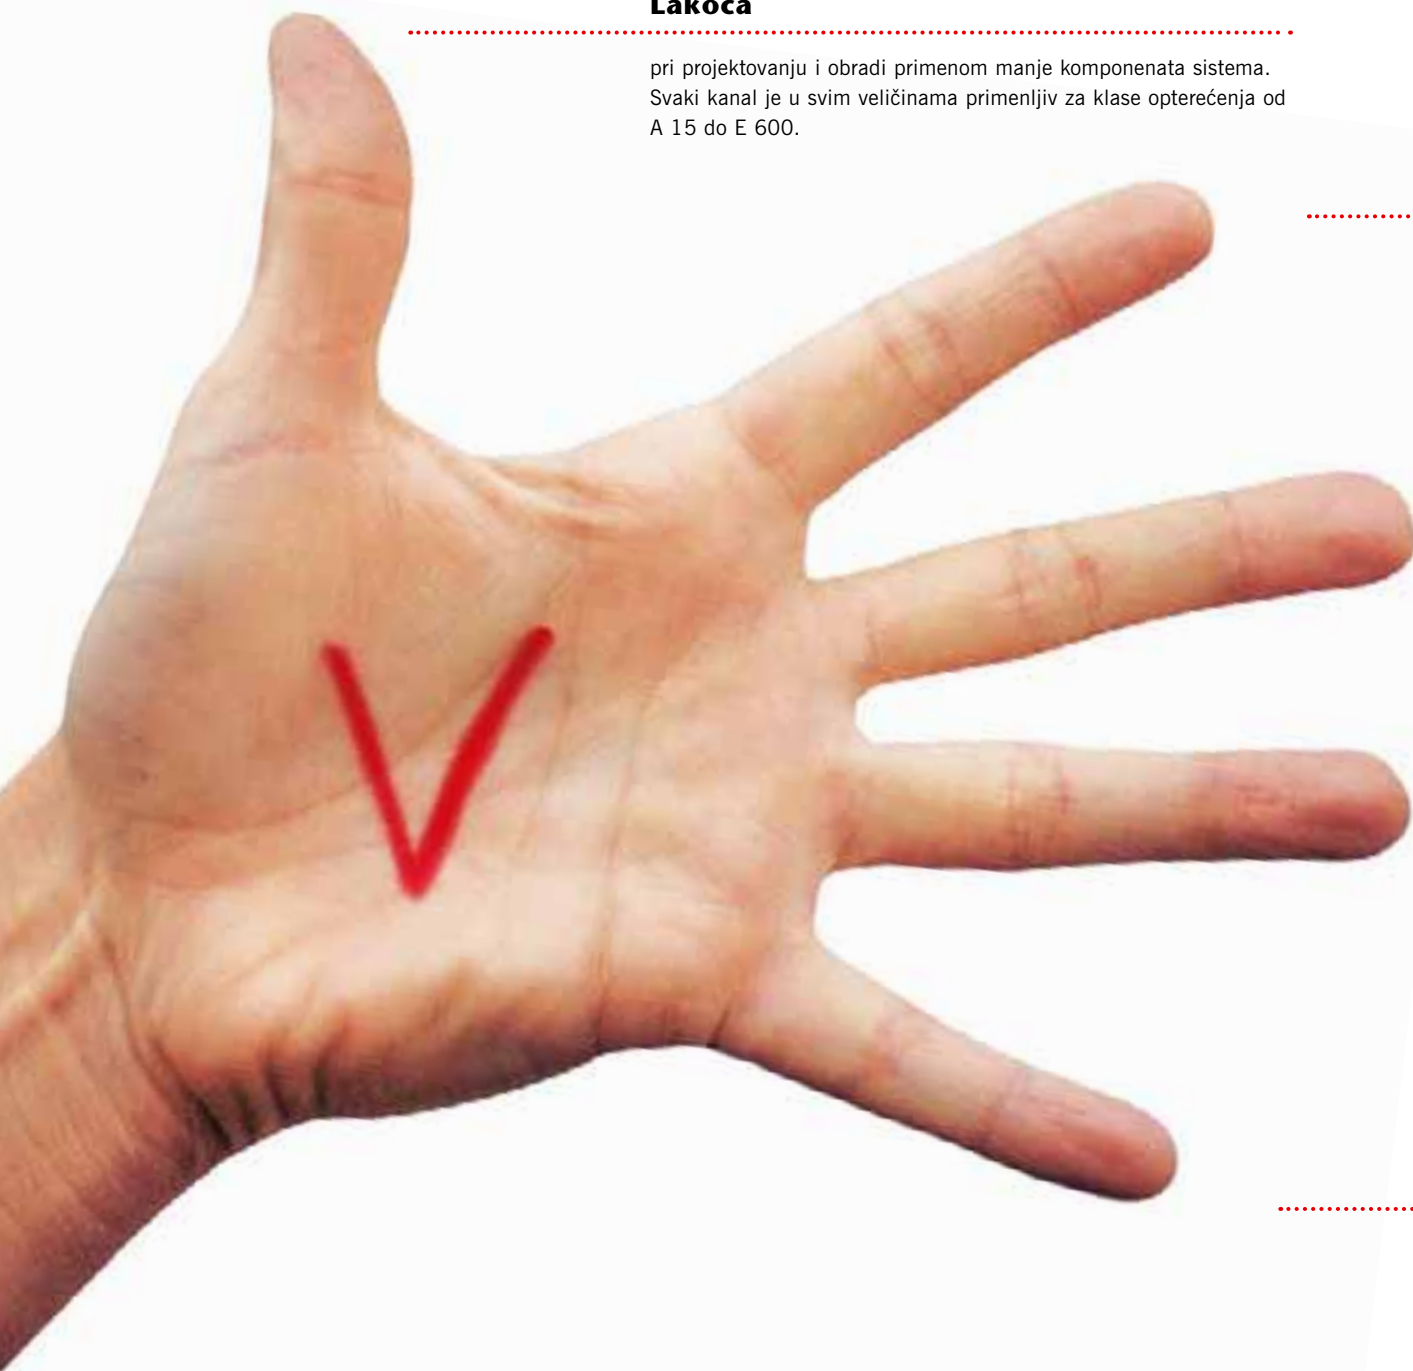 Lakoća
pri projektovanju i obradi primenom manje komponenata sistema.
Svaki kanal je u svim veličinama primenljiv za klase opterećenja od
A 15 do E 600.
V